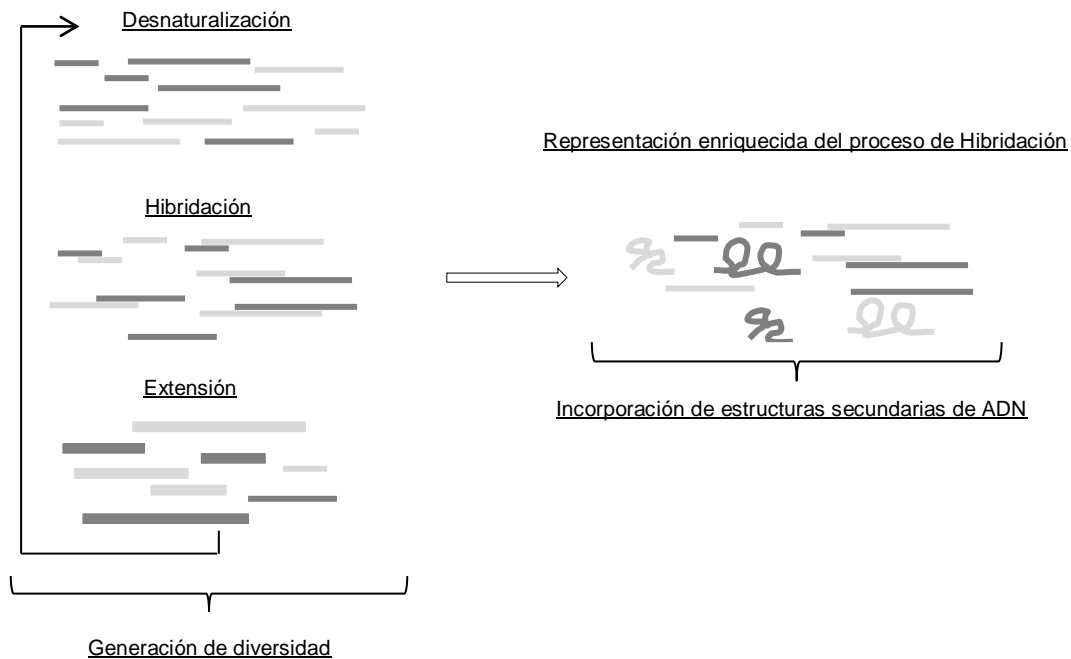 Desnaturalización
Hibridación
Extensión
Generación de diversidad
Representación enriquecida del proceso de Hibridación
Incorporación de estructuras secundarias de ADN